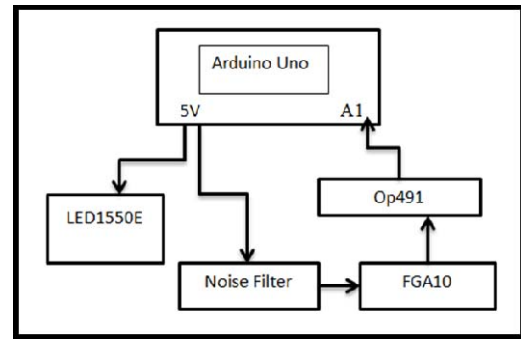 Arduino Uno
5V A1
LED1550E
Op491
Noise Filter
FGA10